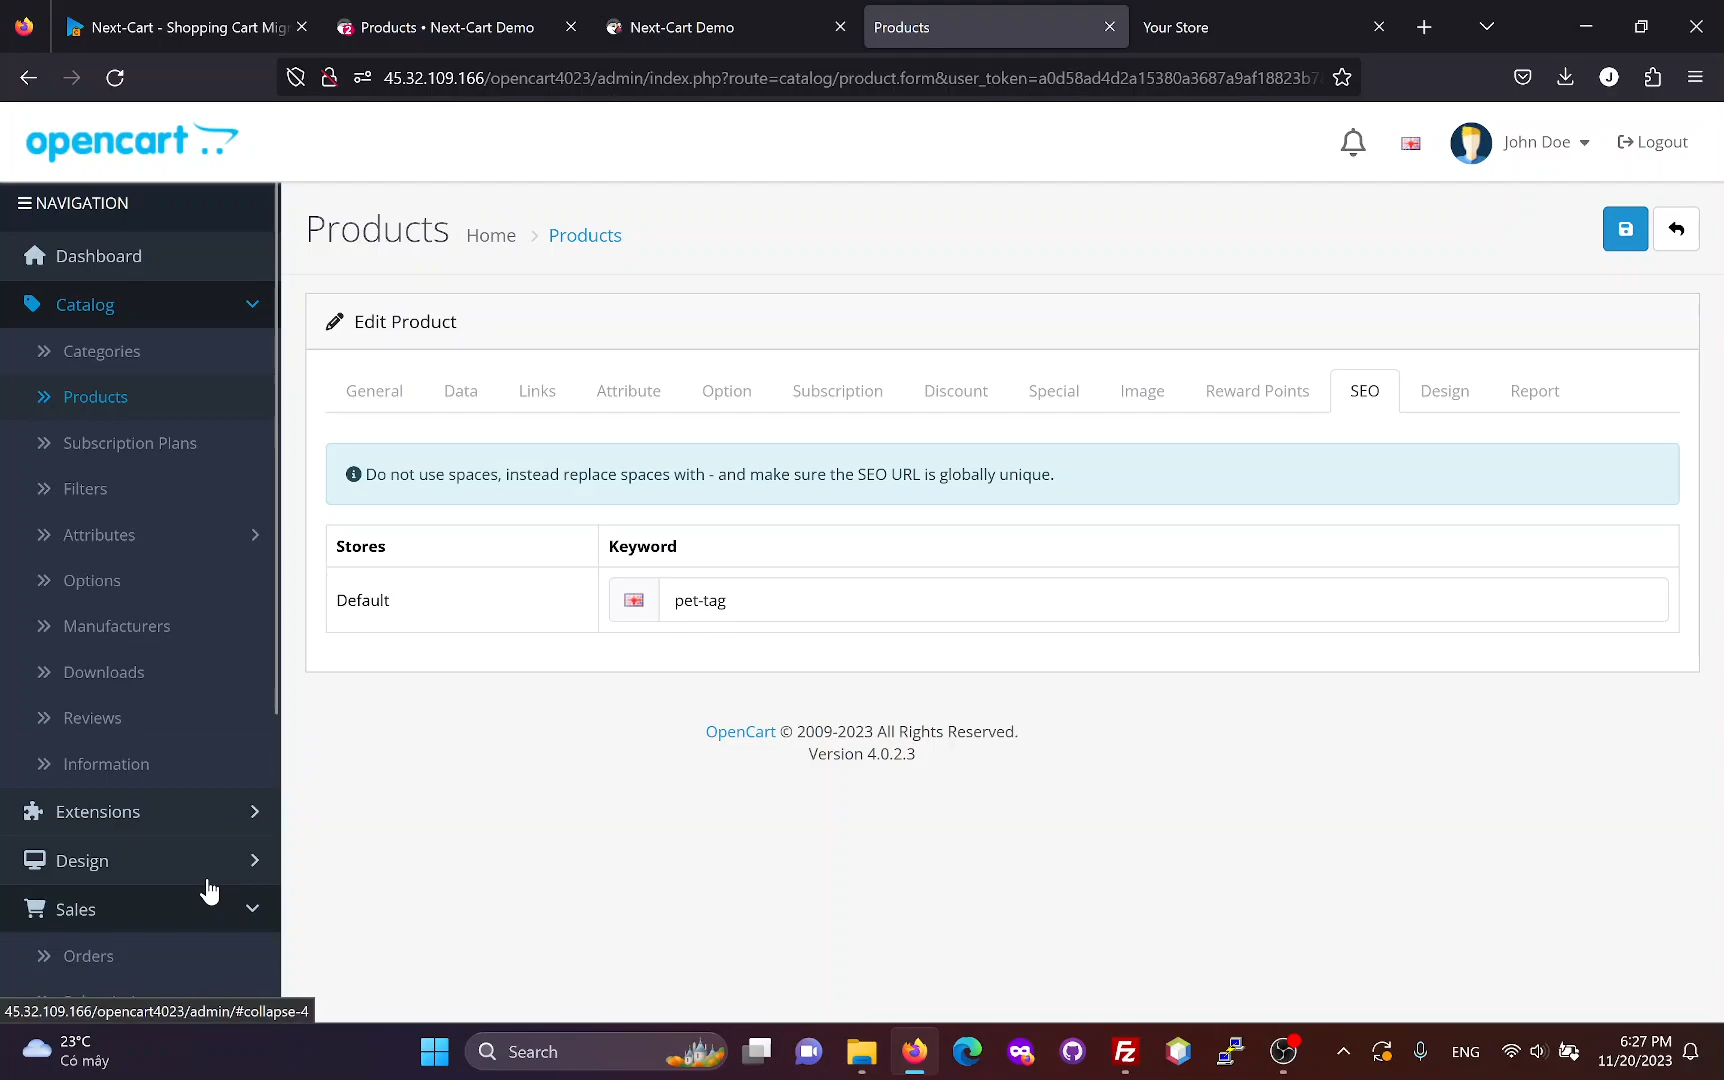 Next-Cart - Shopping Cart Mig
Products • Next-Cart Demo
Next-Cart Demo
Products
Your Store
45.32.109.166/opencart4023/admin/index.php?route=catalog/product.form&user_token=a0d58ad4d2a15380a3687a9af18823b7
opencart
John Doe
Logout
NAVIGATION
Dashboard
Catalog
Categories
Products
Subscription Plans
Filters
Attributes
Options
Manufacturers
Downloads
Reviews
Information
Extensions
Design
Sales
Orders
Products Home > Products
Edit Product
General Data Links Attribute Option Subscription Discount Special Image Reward Points SEO Design Report
Do not use spaces, instead replace spaces with - and make sure the SEO URL is globally unique.
Stores Keyword
Default pet-tag
OpenCart © 2009-2023 All Rights Reserved.
Version 4.0.2.3
45.32.109.166/opencart4023/admin/#collapse-4
23°C
Có mây
Search
ENG
6:27 PM
11/20/2023